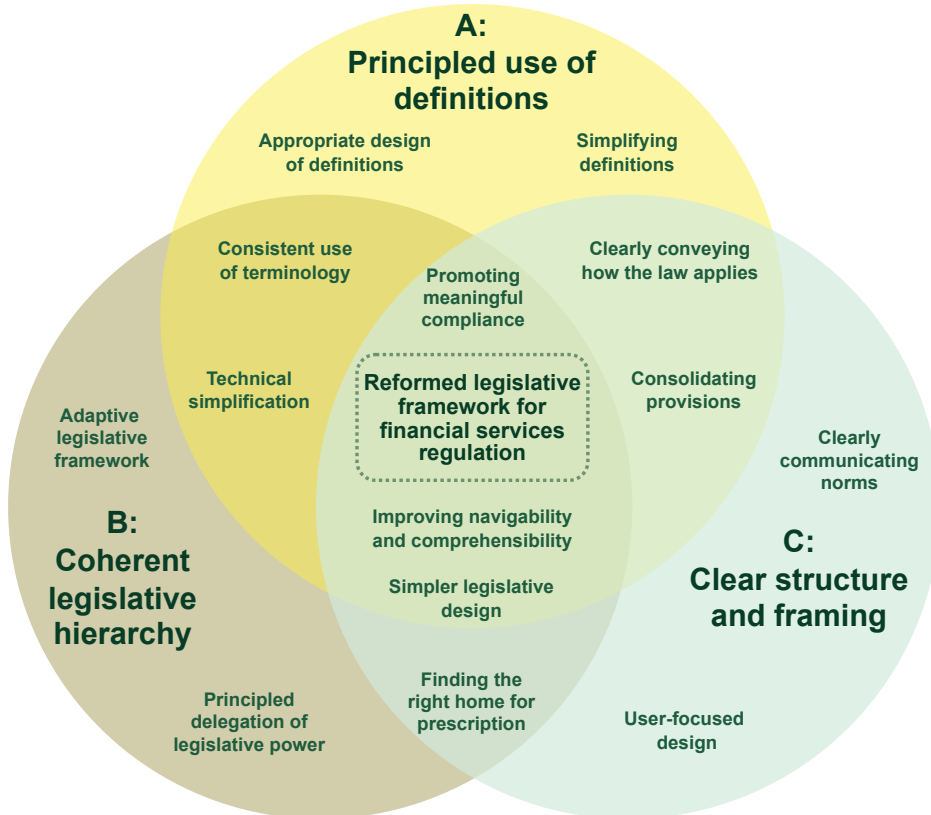 A:
Principled use of
definitions
Appropriate design
of definitions
Simplifying
definitions
Consistent use
of terminology
Promoting
meaningful
compliance
Clearly conveying
how the law applies
Technical
simplification
Reformed legislative
framework for
financial services
regulation
Consolidating
provisions
Adaptive
legislative
framework
Clearly
communicating
norms
B:
Coherent
legislative
hierarchy
Improving navigability
and comprehensibility
Simpler legislative
design
C:
Clear structure
and framing
Principled
delegation of
legislative power
Finding the
right home for
prescription
User-focused
design